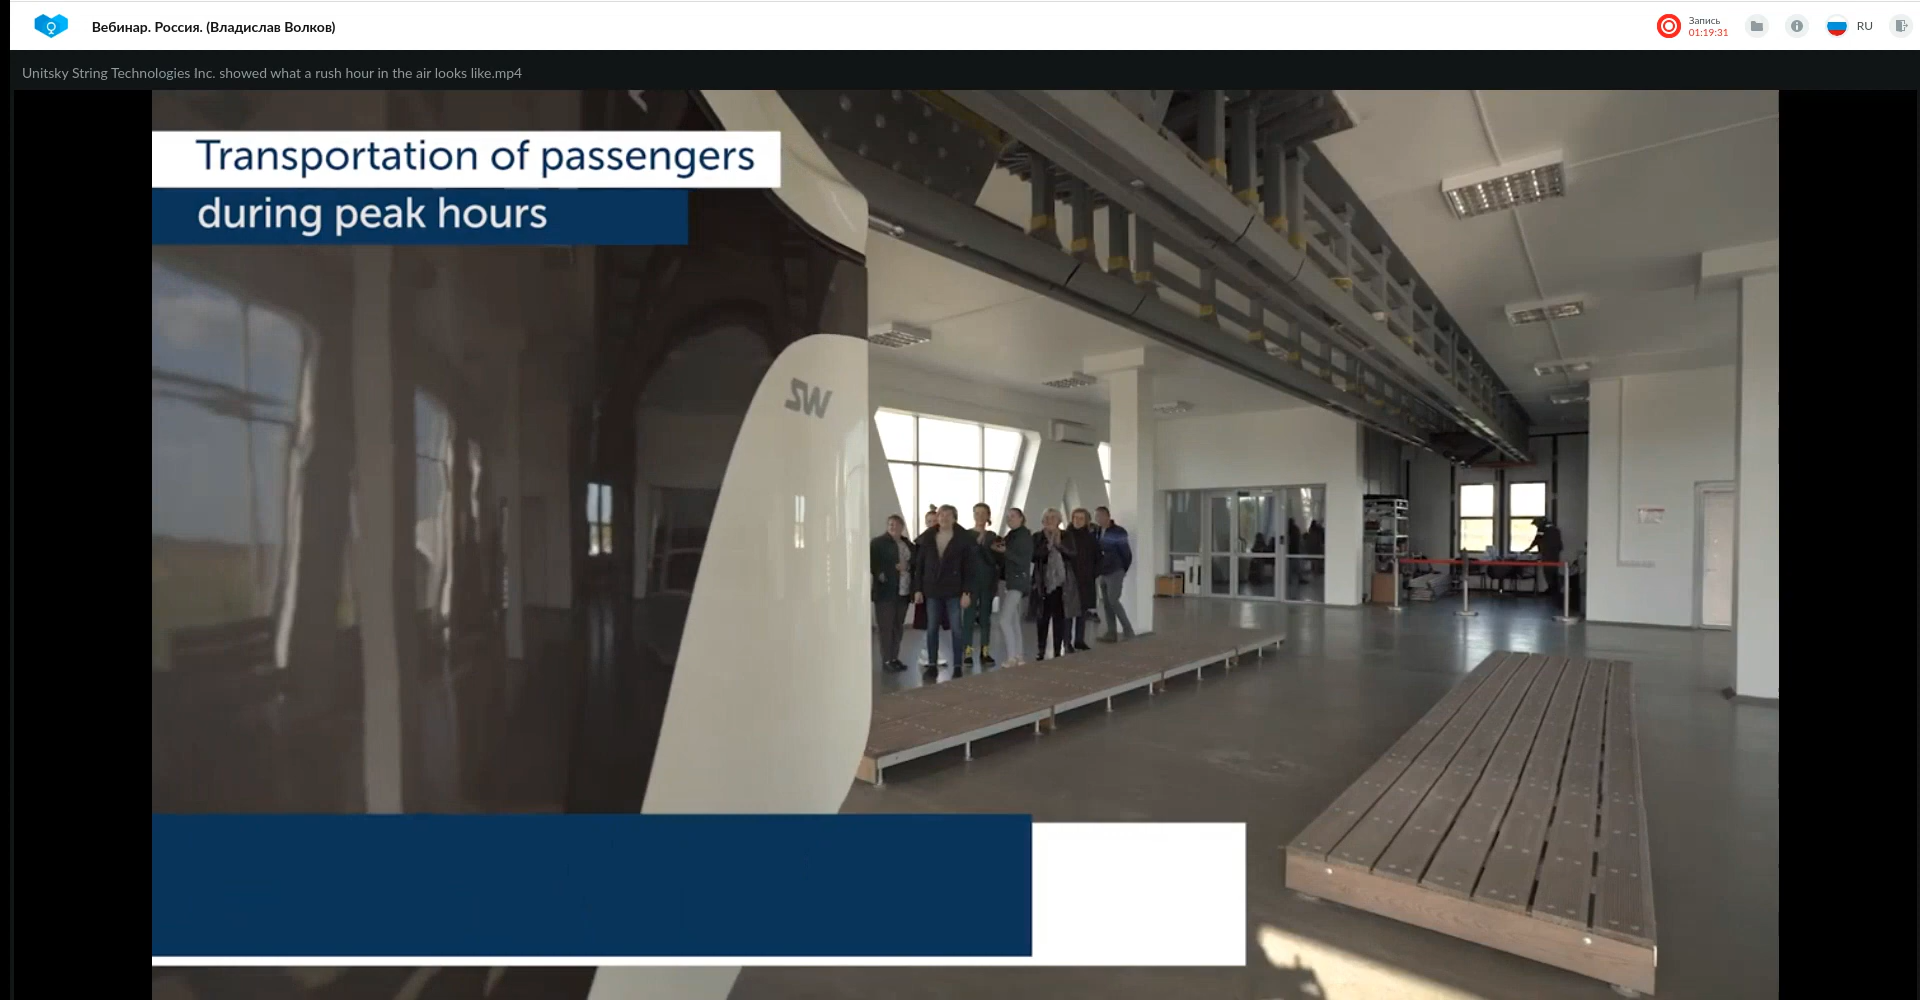 Вебинар. Россия. (Владислав Волков)
Запись
01:19:31
RU
Unitsky String Technologies Inc. showed what a rush hour in the air looks like.mp4
Transportation of passengers
during peak hours